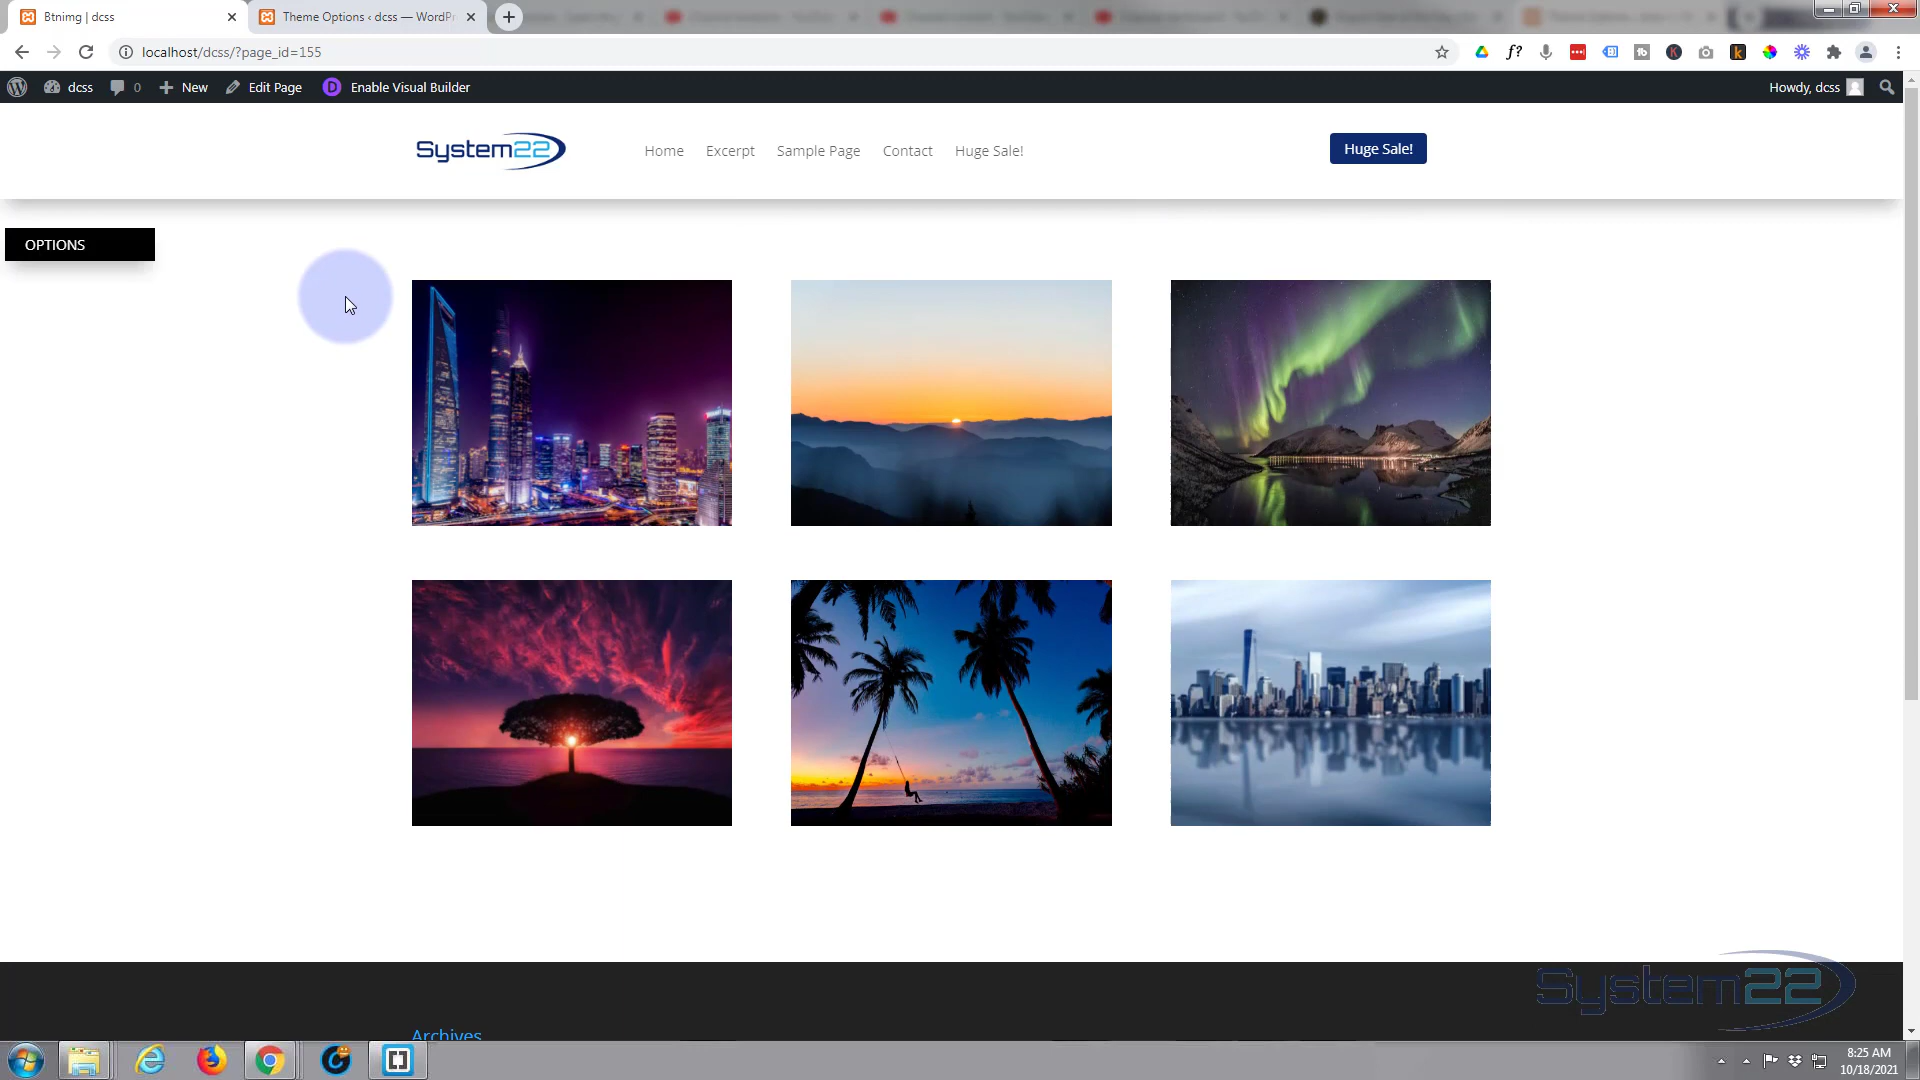 Btnimg | dcss
Theme Options ‹ dcss — WordPr
localhost/dcss/?page_id=155
dcss 0 New Edit Page D Enable Visual Builder Howdy, dcss
System22 Home Excerpt Sample Page Contact Huge Sale! Huge Sale!
OPTIONS
System22
Archives
8:25 AM
10/18/2021